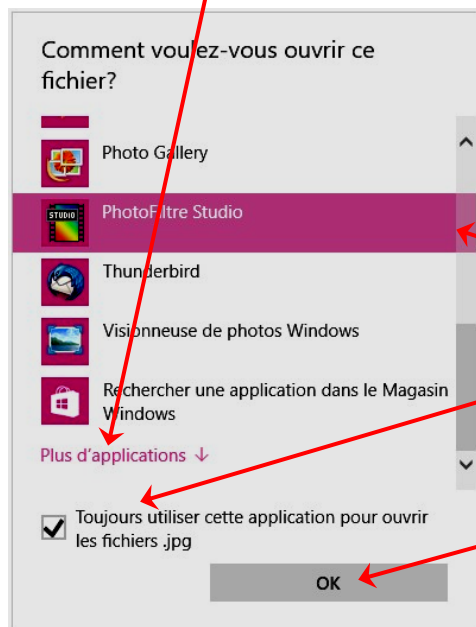 Comment voulez-vous ouvrir ce
fichier?
Photo Gallery
STUDIO
PhotoFiltre Studio
Thunderbird
Visionneuse de photos Windows
Rechercher une application dans le Magasin
Windows
Plus d'applications ↓
Toujours utiliser cette application pour ouvrir
les fichiers .jpg
OK